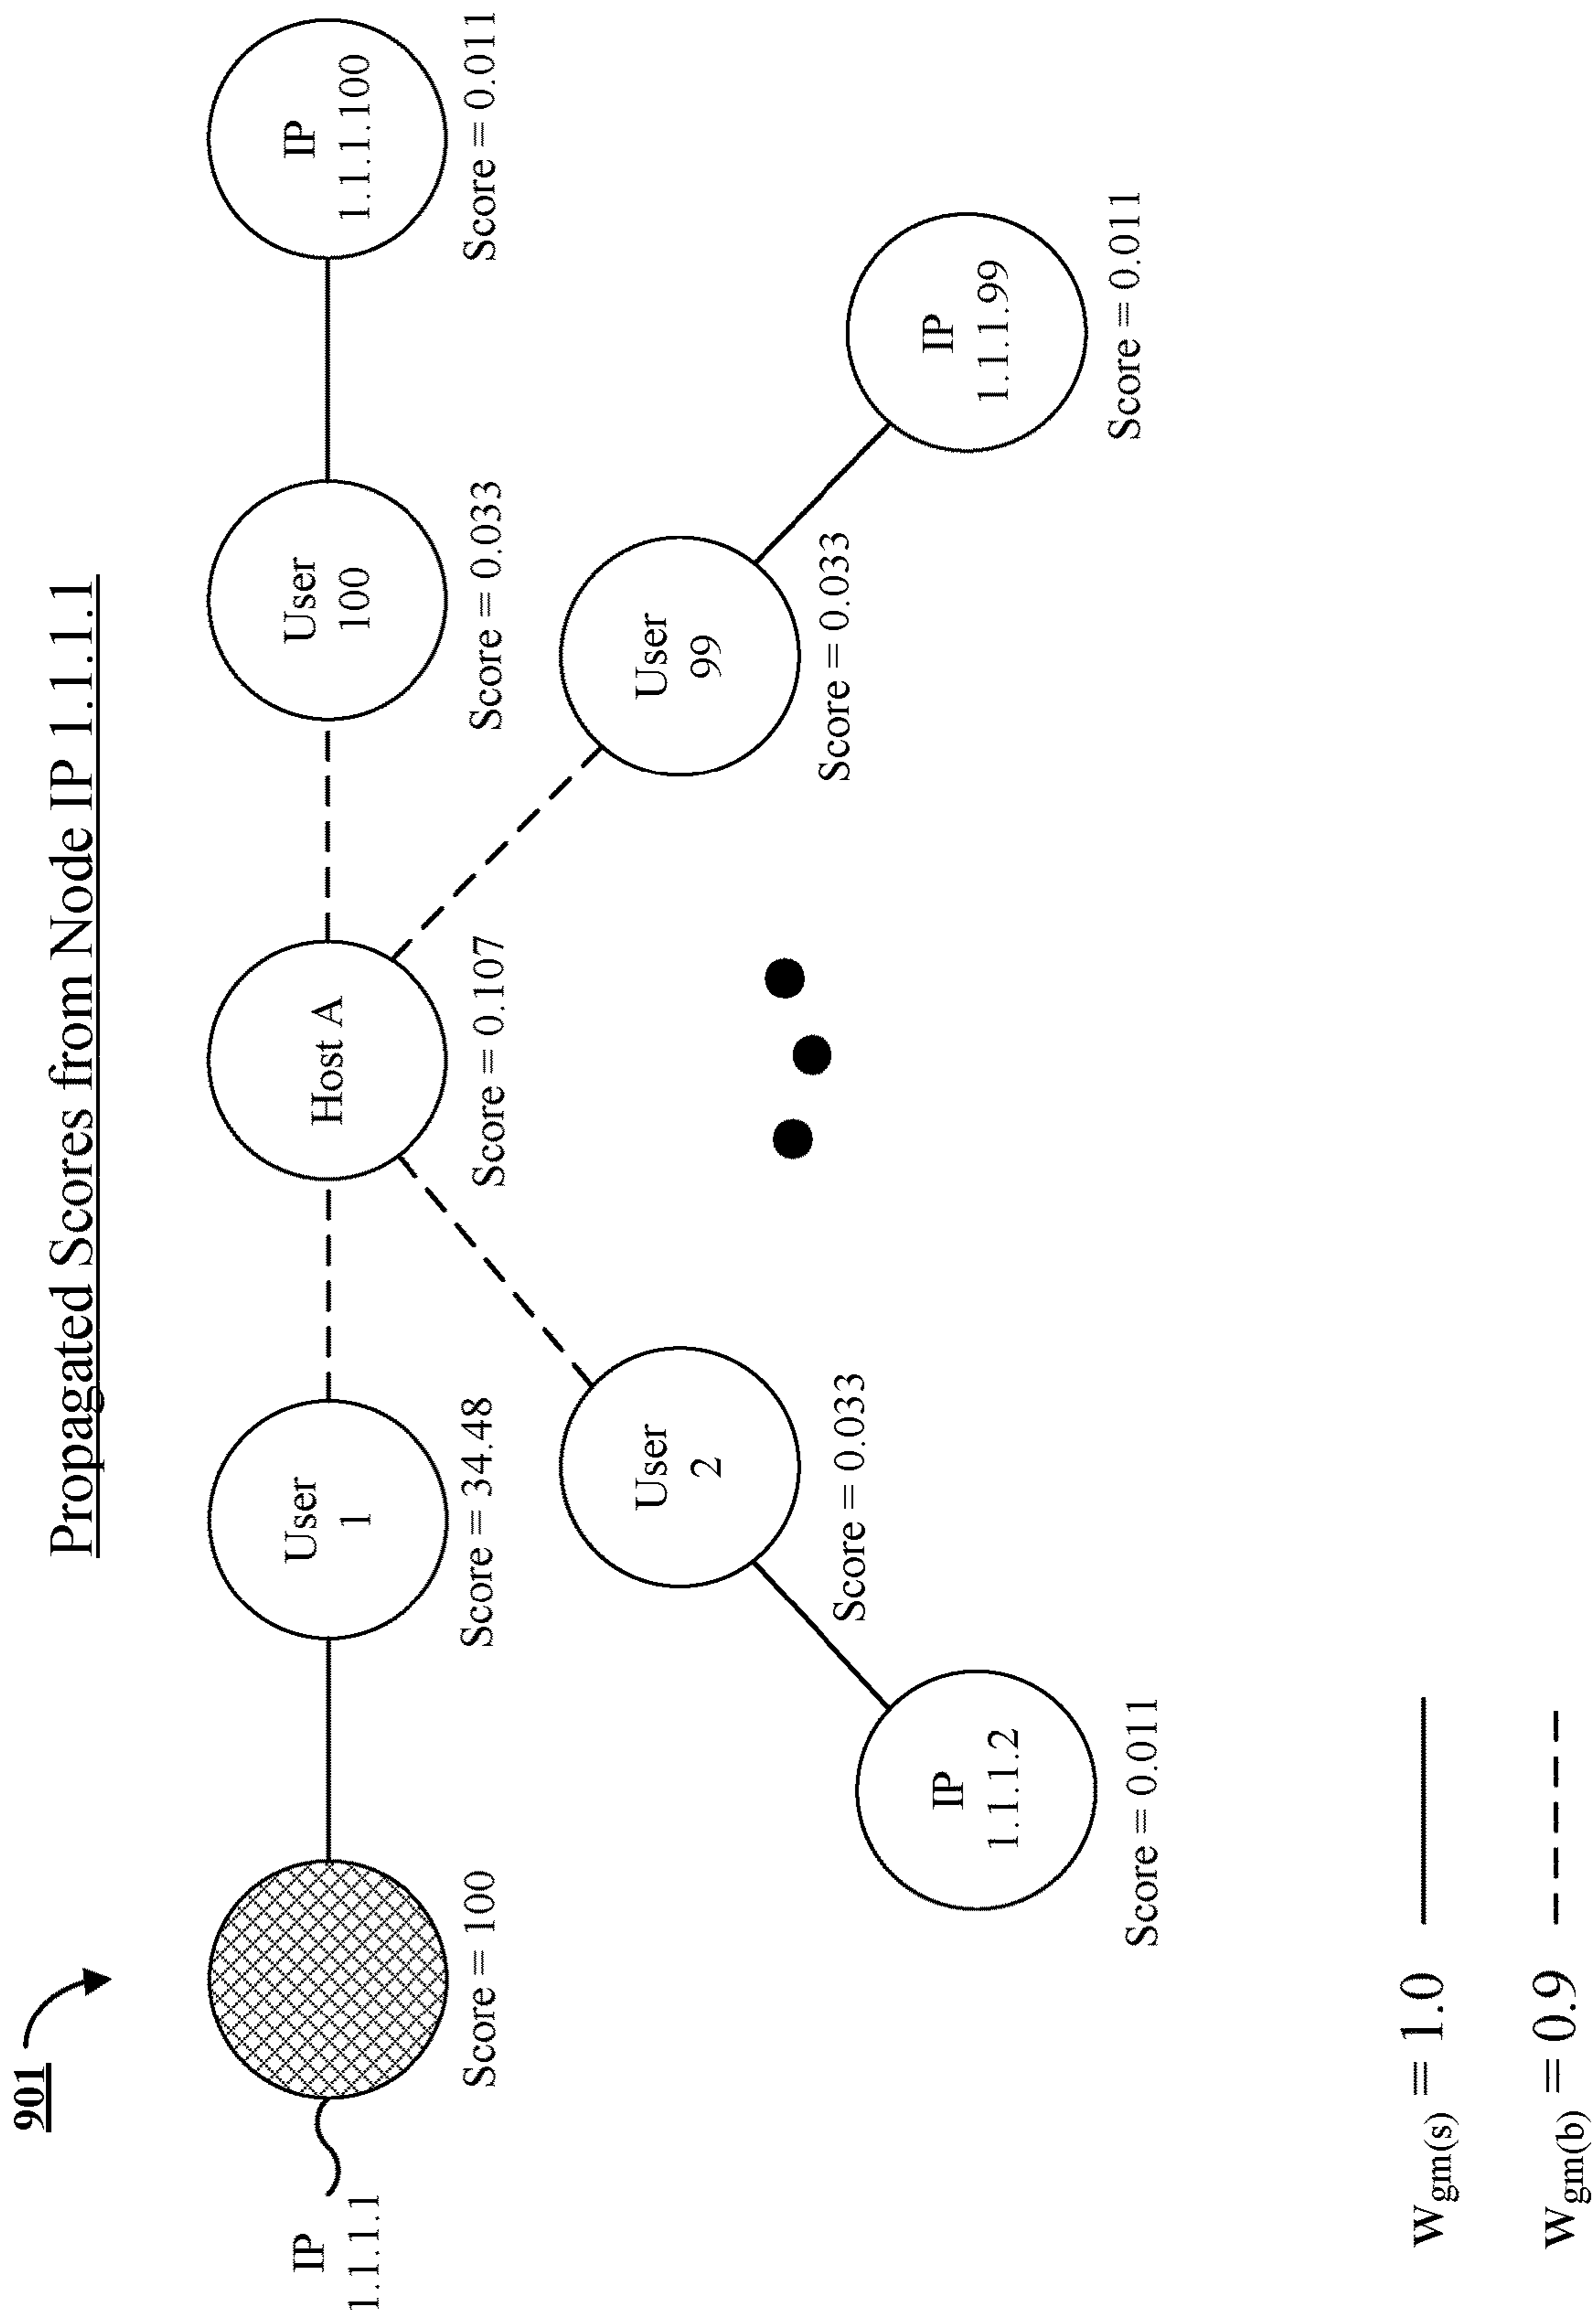 901
Propagated Scores from Node IP 1.1.1.1
IP
1.1.1.1
Score = 100
User
1
Score = 34.48
Host A
Score = 0.107
User
100
Score = 0.033
IP
1.1.1.100
Score = 0.011
User
2
Score = 0.033
IP
1.1.1.2
Score = 0.011
User
99
Score = 0.033
IP
1.1.1.99
Score = 0.011
Wgm(s) = 1.0
Wgm(b) = 0.9